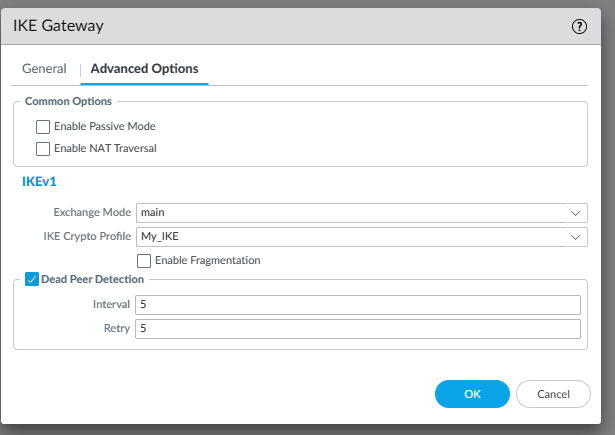 IKE Gateway
General | Advanced Options
Common Options
Enable Passive Mode
Enable NAT Traversal
IKEv1
Exchange Mode main
IKE Crypto Profile My_IKE
Enable Fragmentation
Dead Peer Detection
Interval 5
Retry 5
OK Cancel